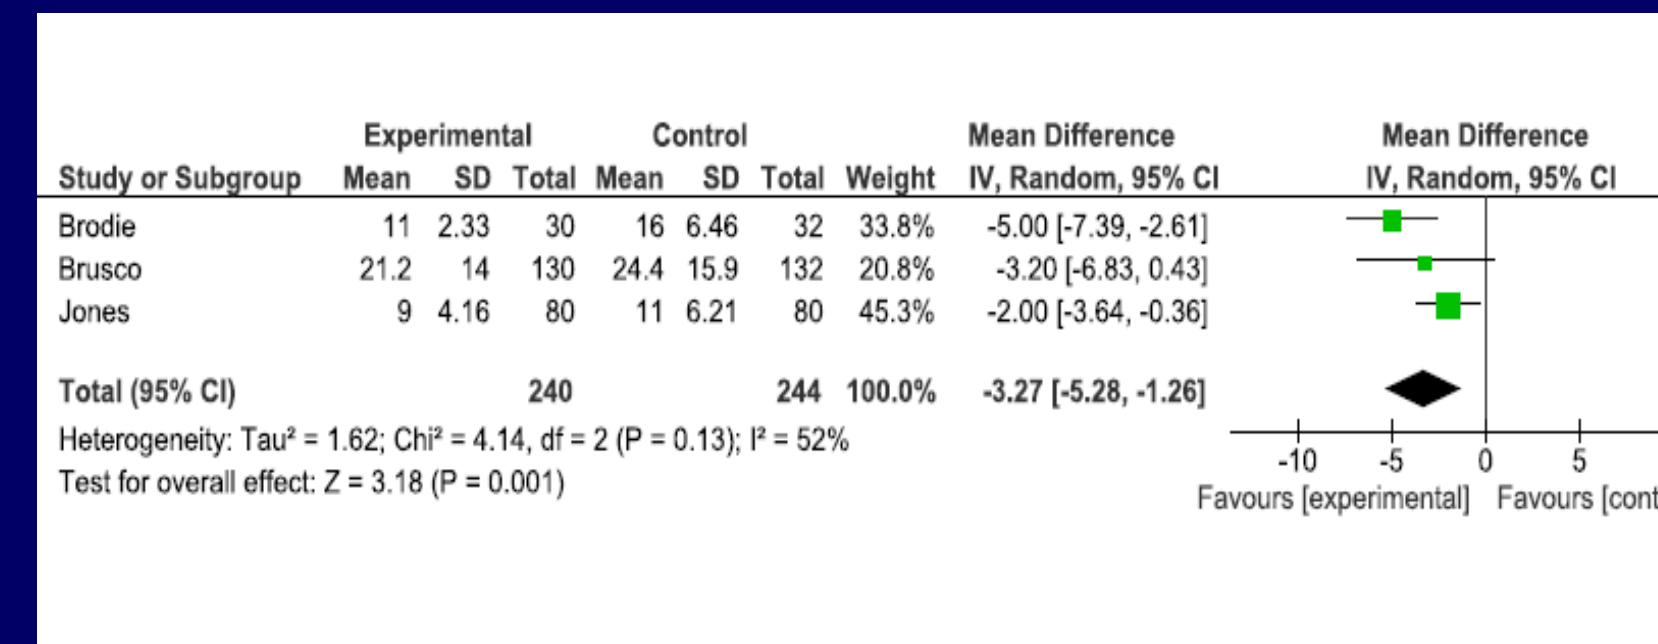 Experimental Control Mean Difference Mean Difference
Study or Subgroup Mean SD Total Mean SD Total Weight IV, Random, 95% CI IV, Random, 95% CI
Brodie 11 2.33 30 16 6.46 32 33.8% -5.00 [-7.39, -2.61]
Brusco 21.2 14 130 24.4 15.9 132 20.8% -3.20 [-6.83, 0.43]
Jones 9 4.16 80 11 6.21 80 45.3% -2.00 [-3.64, -0.36]
Total (95% CI) 240 244 100.0% -3.27 [-5.28, -1.26]
Heterogeneity: Tau² = 1.62; Chi² = 4.14, df = 2 (P = 0.13); I² = 52%
Test for overall effect: Z = 3.18 (P = 0.001)
-10 -5 0 5
Favours [experimental] Favours [cont